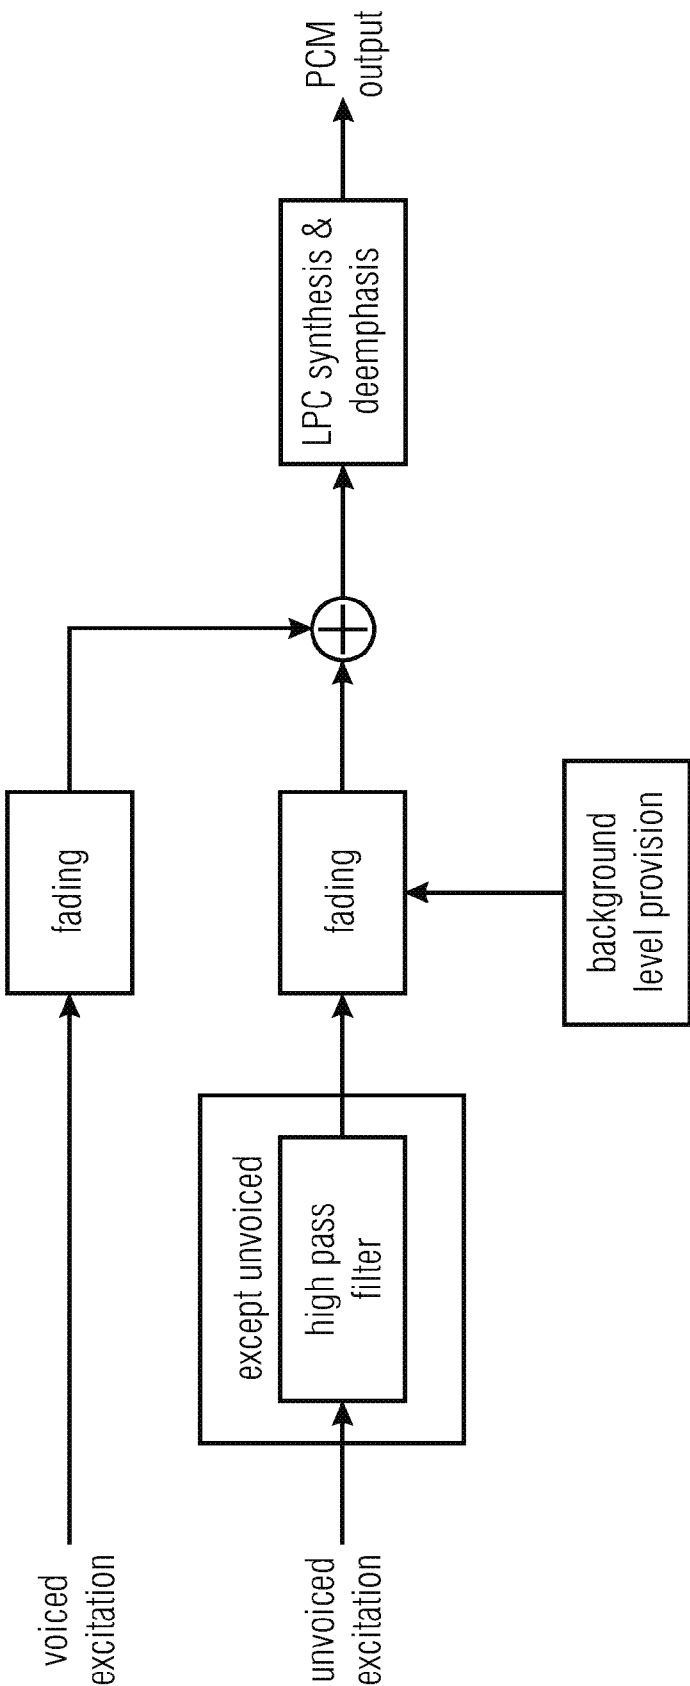 voiced
excitation
fading
unvoiced
excitation
except unvoiced
high pass
filter
fading
background
level provision
LPC synthesis &
deemphasis
PCM
output